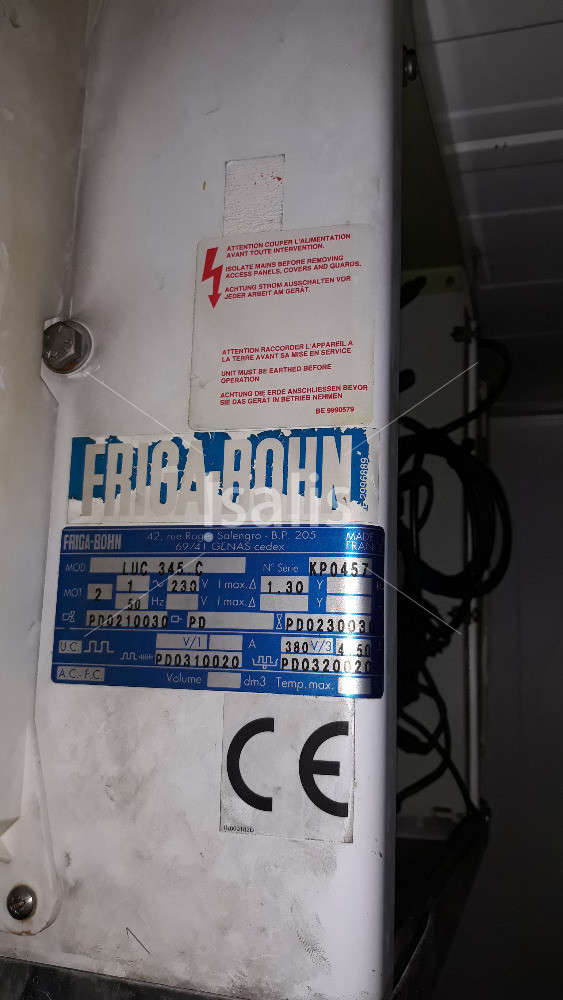 ATTENTION COUPER L'ALIMENTATION
AVANT TOUTE INTERVENTION.
ISOLATE MAINS BEFORE REMOVING
ACCESS PANELS, COVERS AND GUARDS.
ACHTUNG STROM AUSSCHALTEN VOR
JEDER ARBEIT AM GERÄT.
ATTENTION RACCORDER L'APPAREIL A
LA TERRE AVANT SA MISE EN SERVICE
UNIT MUST BE EARTHED BEFORE
OPERATION
ACHTUNG DIE ERDE ANSCHLIESSEN BEVOR
SIE DAS GERÄT IN BETRIEB NEHMEN
BE 9990579
FRIGA-BOHN
Isalis
FRIGA-BOHN 42, rue Roger Salengro - B.P. 205 MADE
69741 GENAS cedex FRANCE
MOD LUC 345 C N° Série KP0457
MOT 2 1 ~ 230 V I max. Δ 1.30 Y
50 Hz V I max. Δ Y
PD0210030 PD PD0230030
U.C. V/1 A 380 V/3 4.50
PD0310020 PD0320020
A.C.-P.C. Volume dm3 Temp. max.
CE